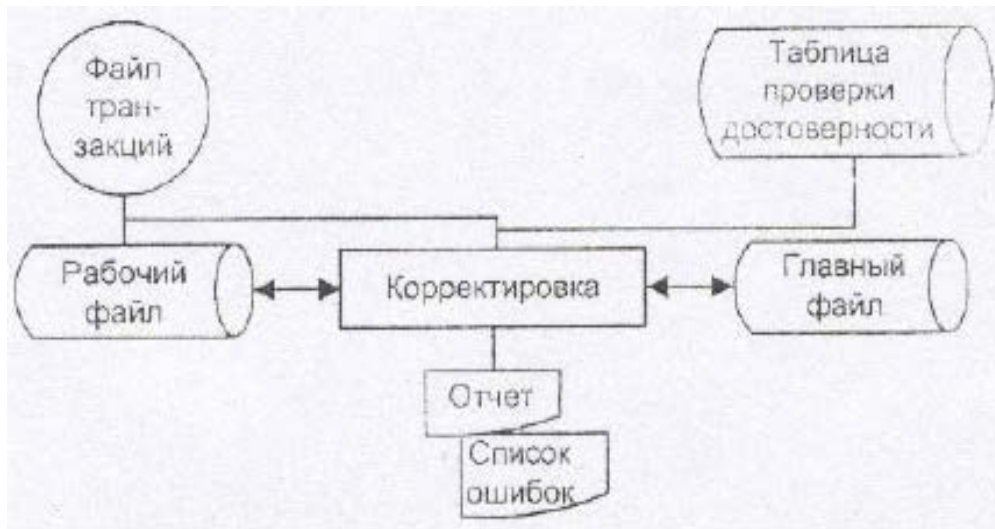 Файл
тран-
закций
Таблица
проверки
достоверности
Рабочий
файл
Корректировка
Главный
файл
Отчет
Список
ошибок